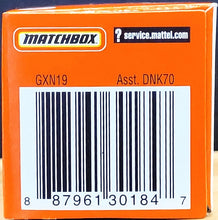 MATCHBOX ? service.mattel.com
GXN19 Asst. DNK70
8 87961 30184 7